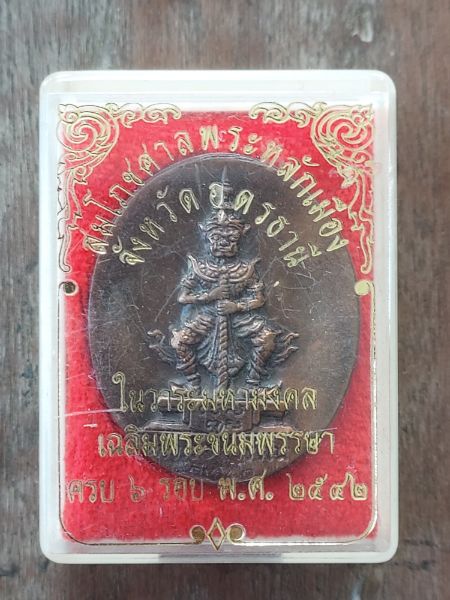 สมโภชศาลพระหลักเมือง
จังหวัดอุดรธานี
ในวาระมหามงคล
เฉลิมพระชนมพรรษา
ครบ ๖ รอบ พ.ศ. ๒๕๔๒